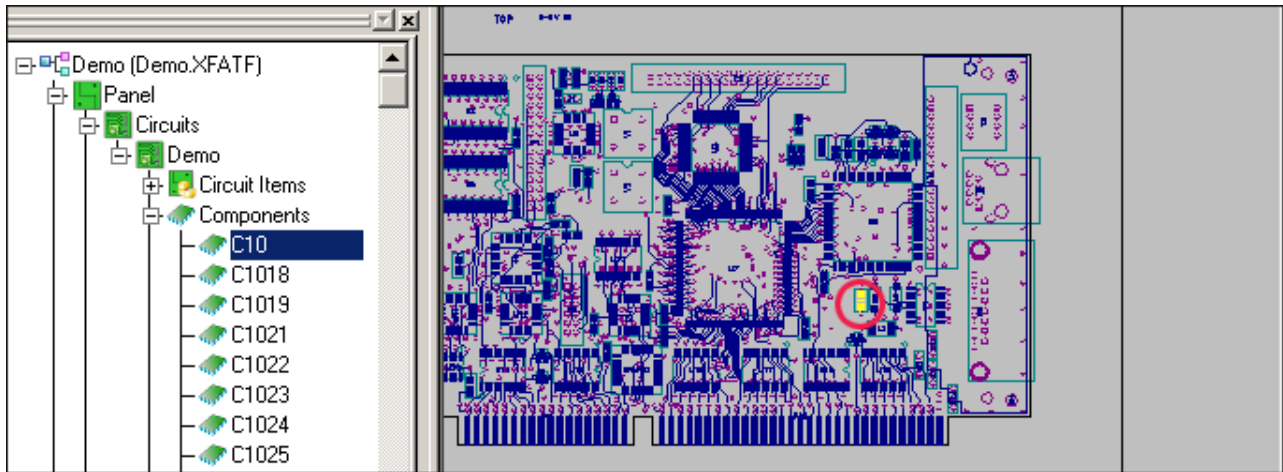 Demo (Demo.XFATF)
Panel
Circuits
Demo
Circuit Items
Components
C10
C1018
C1019
C1021
C1022
C1023
C1024
C1025
TOP